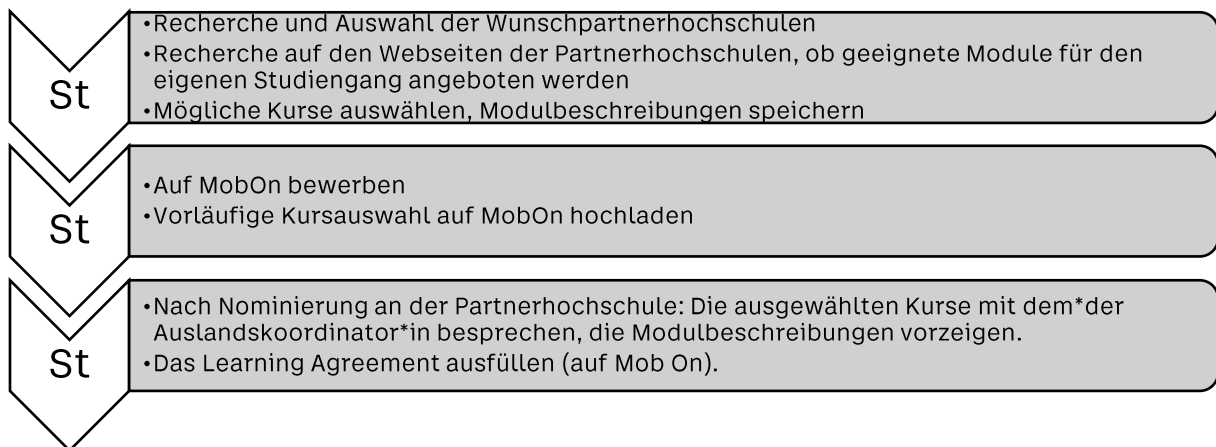 St
•Recherche und Auswahl der Wunschpartnerhochschulen
•Recherche auf den Webseiten der Partnerhochschulen, ob geeignete Module für den
eigenen Studiengang angeboten werden
•Mögliche Kurse auswählen, Modulbeschreibungen speichern
St
•Auf MobOn bewerben
•Vorläufige Kursauswahl auf MobOn hochladen
St
•Nach Nominierung an der Partnerhochschule: Die ausgewählten Kurse mit dem*der
Auslandskoordinator*in besprechen, die Modulbeschreibungen vorzeigen.
•Das Learning Agreement ausfüllen (auf Mob On).